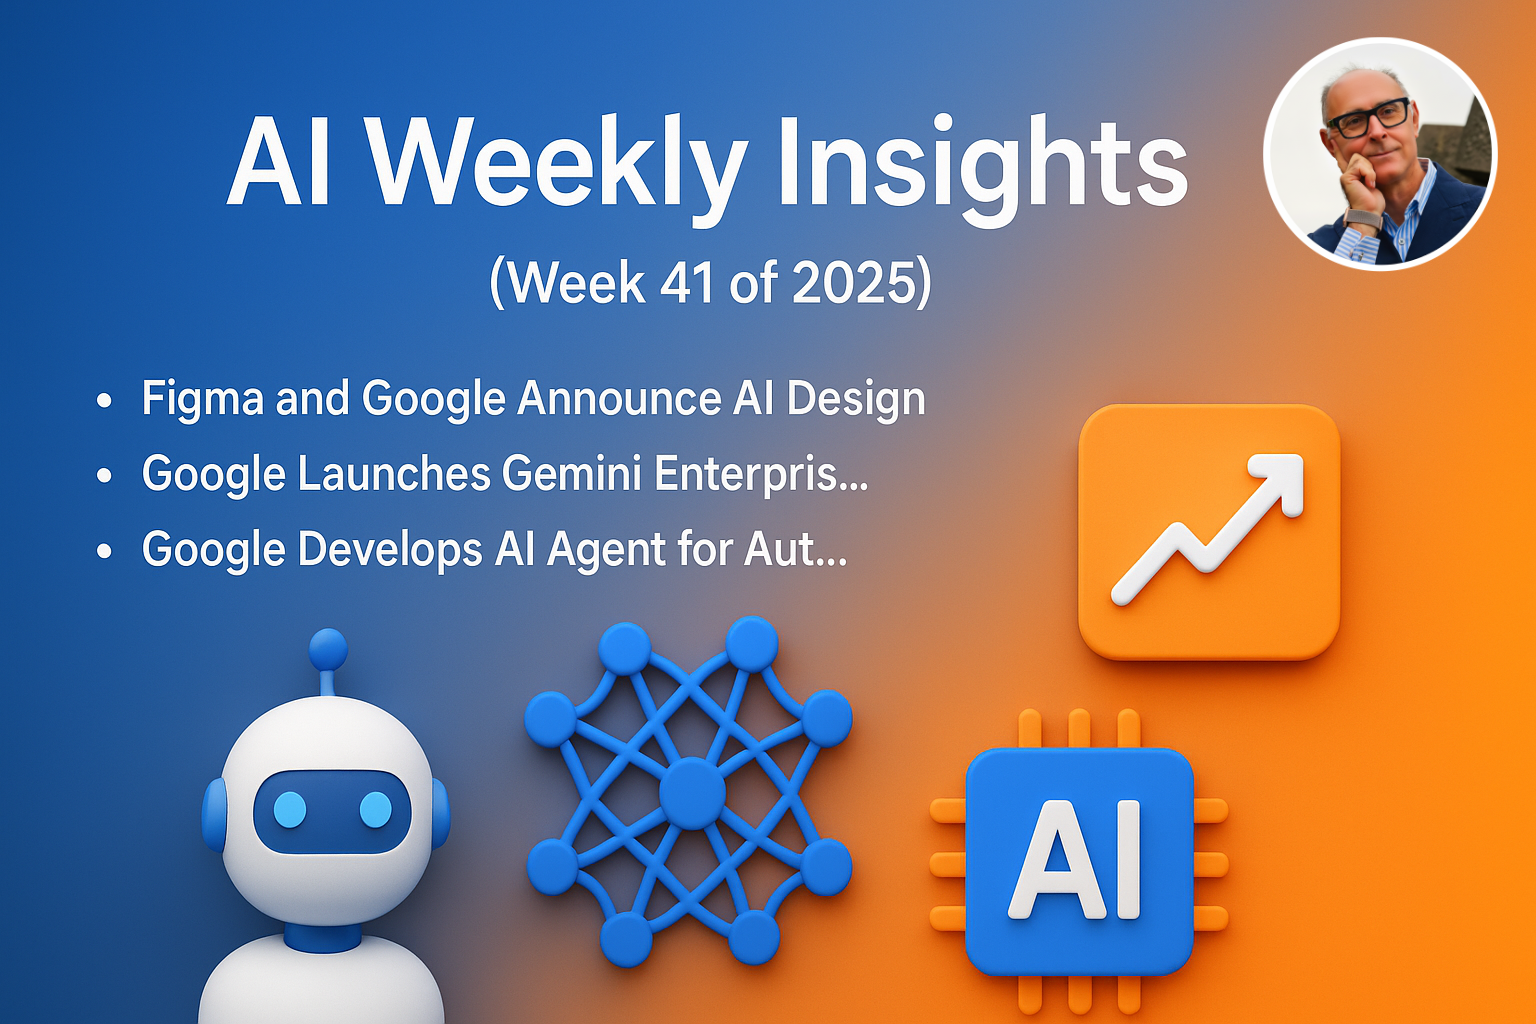 AI Weekly Insights
(Week 41 of 2025)
• Figma and Google Announce AI Design
• Google Launches Gemini Enterpris...
• Google Develops AI Agent for Aut...
AI